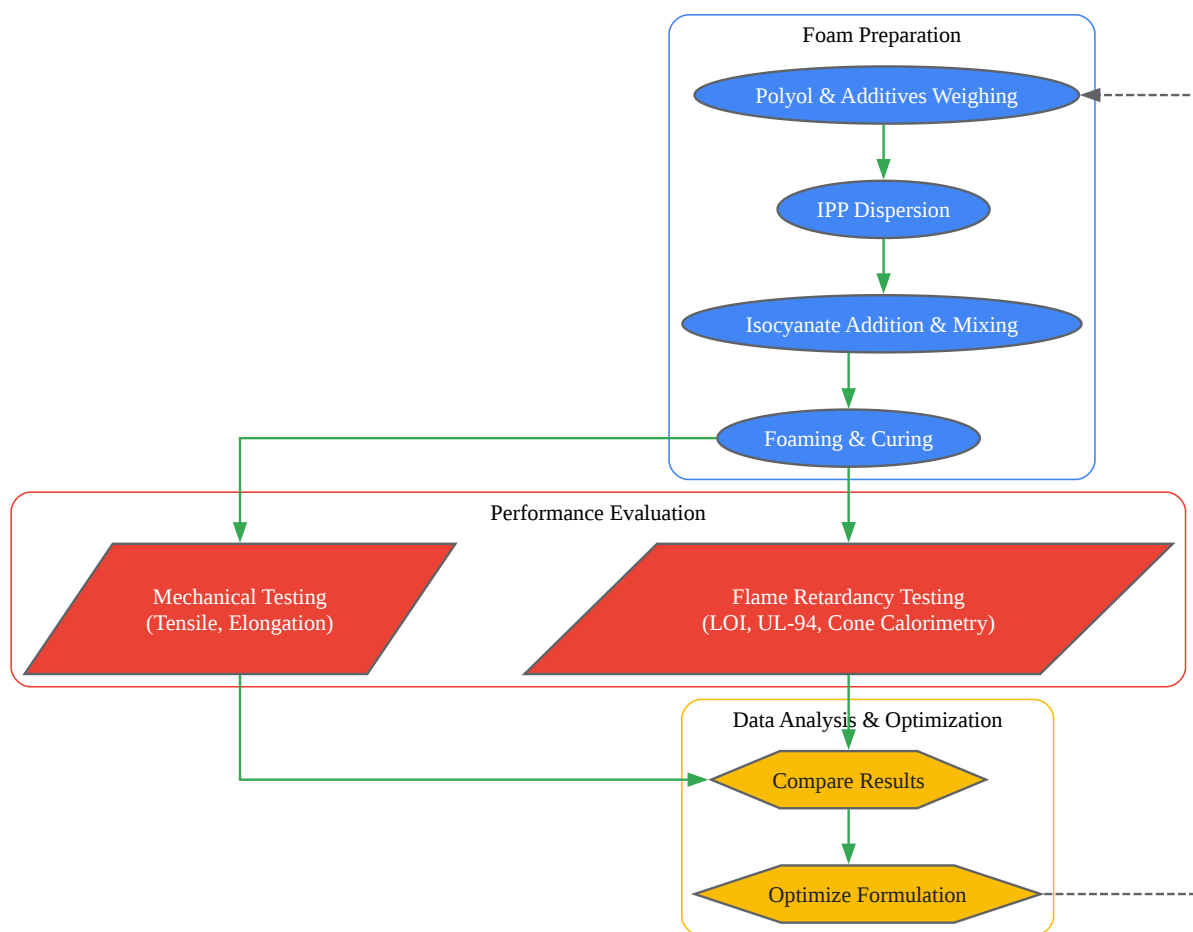 Foam Preparation
Polyol & Additives Weighing
IPP Dispersion
Isocyanate Addition & Mixing
Foaming & Curing
Performance Evaluation
Mechanical Testing
(Tensile, Elongation)
Flame Retardancy Testing
(LOI, UL-94, Cone Calorimetry)
Data Analysis & Optimization
Compare Results
Optimize Formulation